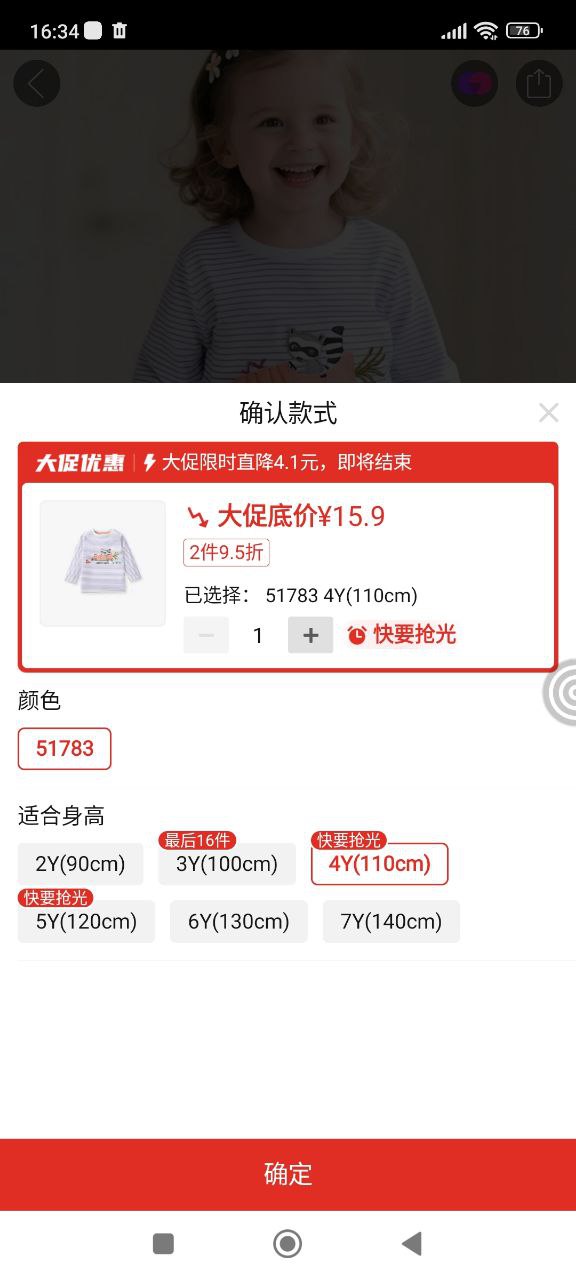 16:34
76
确认款式
大促优惠 大促限时直降4.1元，即将结束
大促底价¥15.9
2件9.5折
已选择： 51783 4Y(110cm)
1 + 快要抢光
颜色
51783
适合身高
最后16件 快要抢光
2Y(90cm) 3Y(100cm) 4Y(110cm)
快要抢光
5Y(120cm) 6Y(130cm) 7Y(140cm)
确定